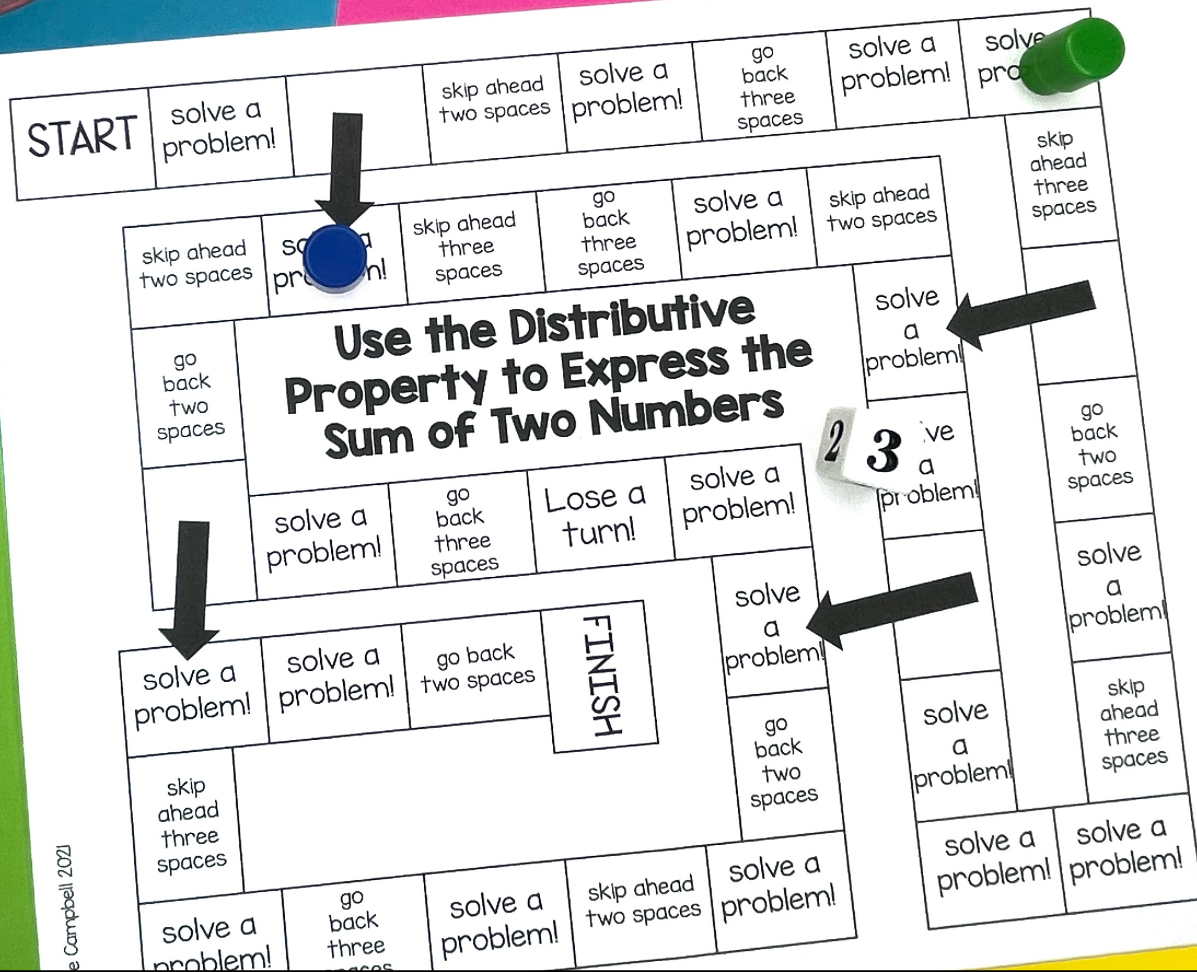 START
solve a
problem!
skip ahead
two spaces
solve a
problem!
go
back
three
spaces
solve a
problem!
solve
skip
ahead
three
spaces
go
back
two
spaces
solve
a
problem!
skip
ahead
three
spaces
solve a
problem!
solve a
problem!
solve
a
problem!
a
problem!
solve
a
problem!
skip ahead
two spaces
solve a
problem!
go
back
three
spaces
skip ahead
three
spaces
a
skip ahead
two spaces
go
back
two
spaces
Use the Distributive
Property to Express the
Sum of Two Numbers
2
3
solve a
problem!
go
back
three
spaces
Lose a
turn!
solve a
problem!
solve
a
problem!
go
back
two
spaces
solve a
problem!
skip ahead
two spaces
solve a
problem!
go
back
three
spaces
solve a
problem!
skip
ahead
three
spaces
solve a
problem!
solve a
problem!
go back
two spaces
FINISH
Campbell 2021